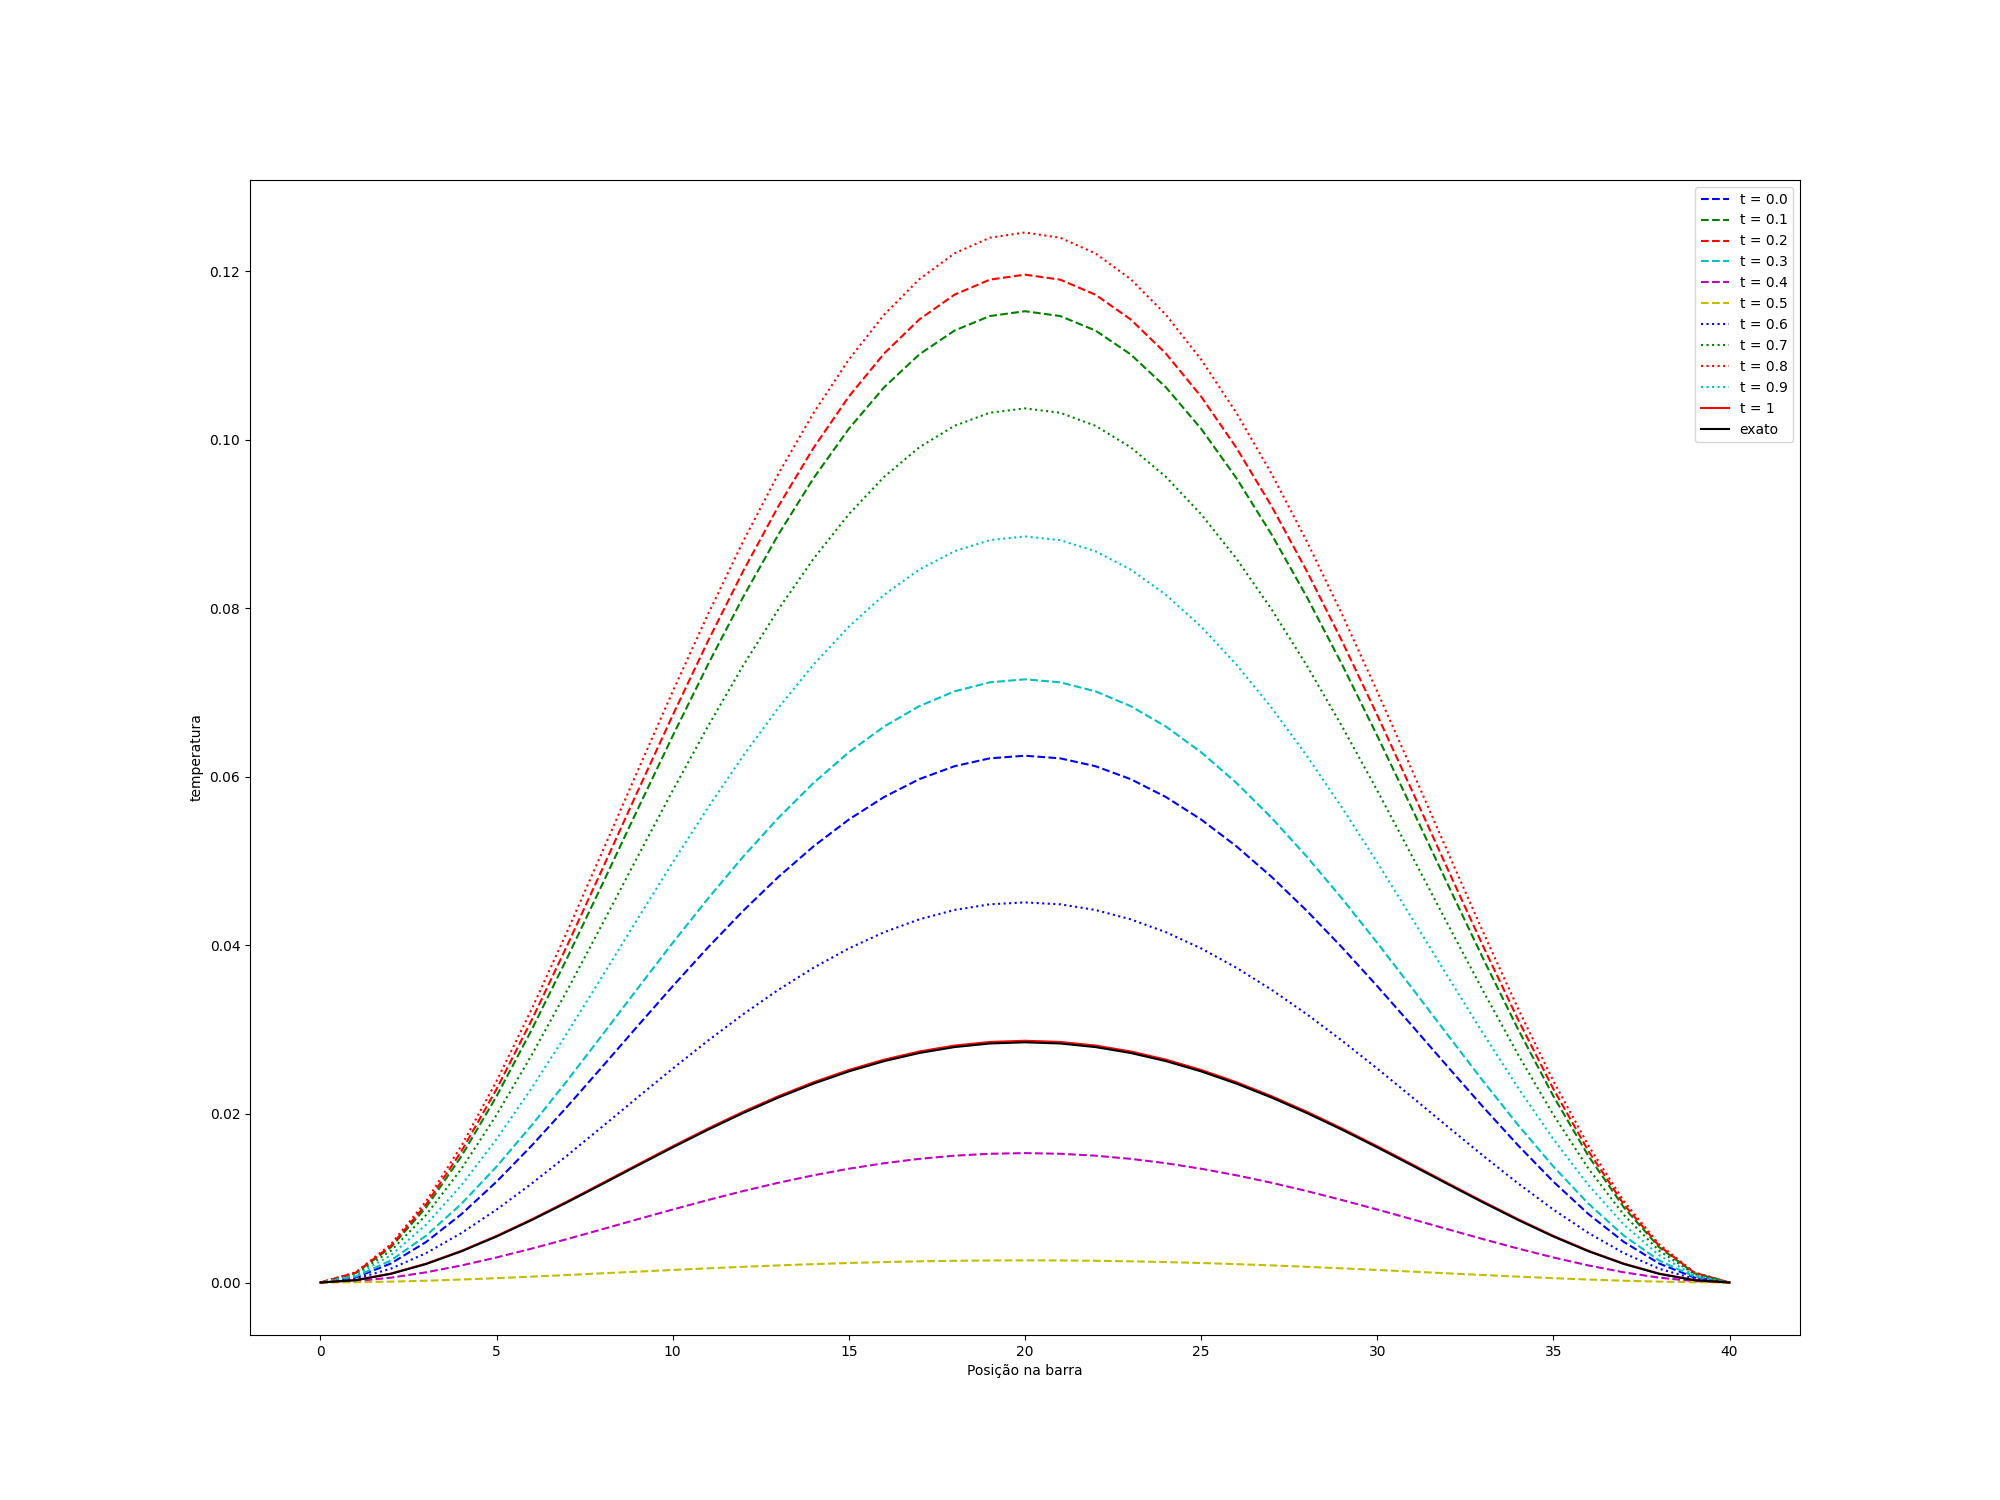 t = 0.0
t = 0.1
t = 0.2
t = 0.3
t = 0.4
t = 0.5
t = 0.6
t = 0.7
t = 0.8
t = 0.9
t = 1
exato
0.12
0.10
0.08
0.06
0.04
0.02
0.00
temperatura
0 5 10 15 20 25 30 35 40
Posição na barra